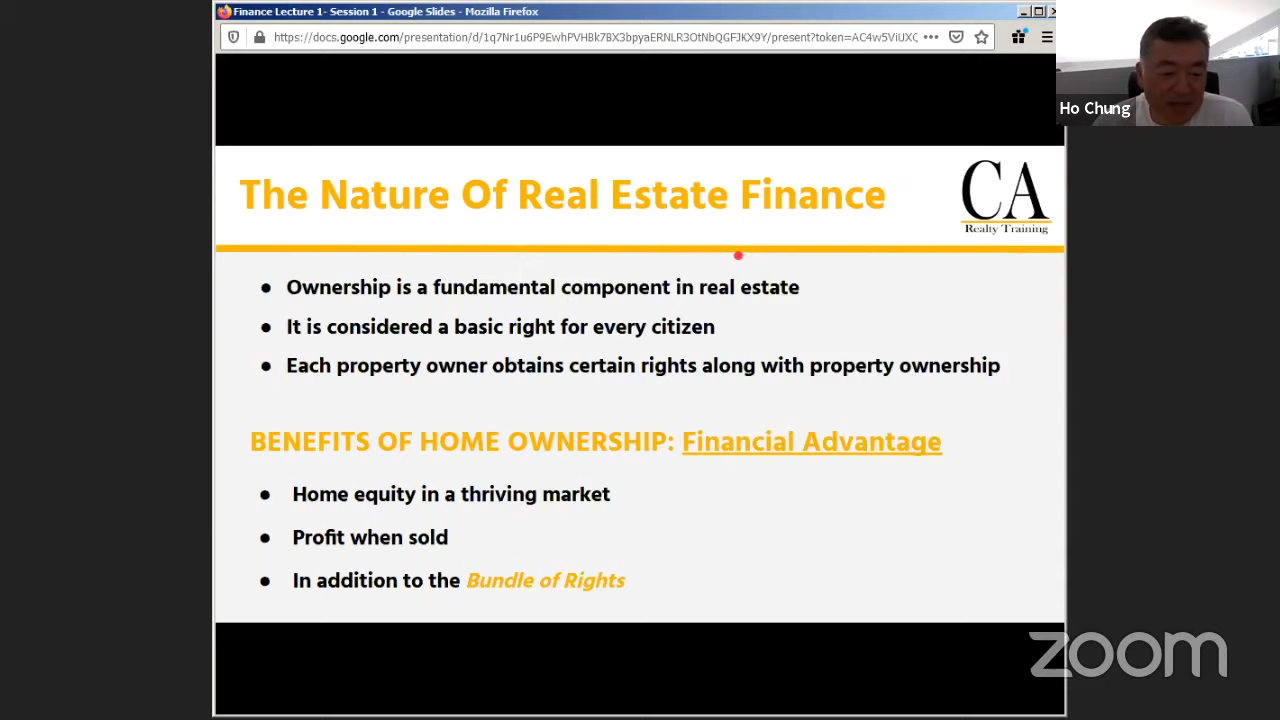 Finance Lecture 1- Session 1 - Google Slides - Mozilla Firefox
https://docs.google.com/presentation/d/1q7Nr1u6P9EwhPVHBk7BX3bpyaERNLR3OtNbQGFJKX9Y/present?token=AC4w5ViUXC
Ho Chung
The Nature Of Real Estate Finance
CA
Realty Training
● Ownership is a fundamental component in real estate
● It is considered a basic right for every citizen
● Each property owner obtains certain rights along with property ownership
BENEFITS OF HOME OWNERSHIP: Financial Advantage
● Home equity in a thriving market
● Profit when sold
● In addition to the Bundle of Rights
zoom